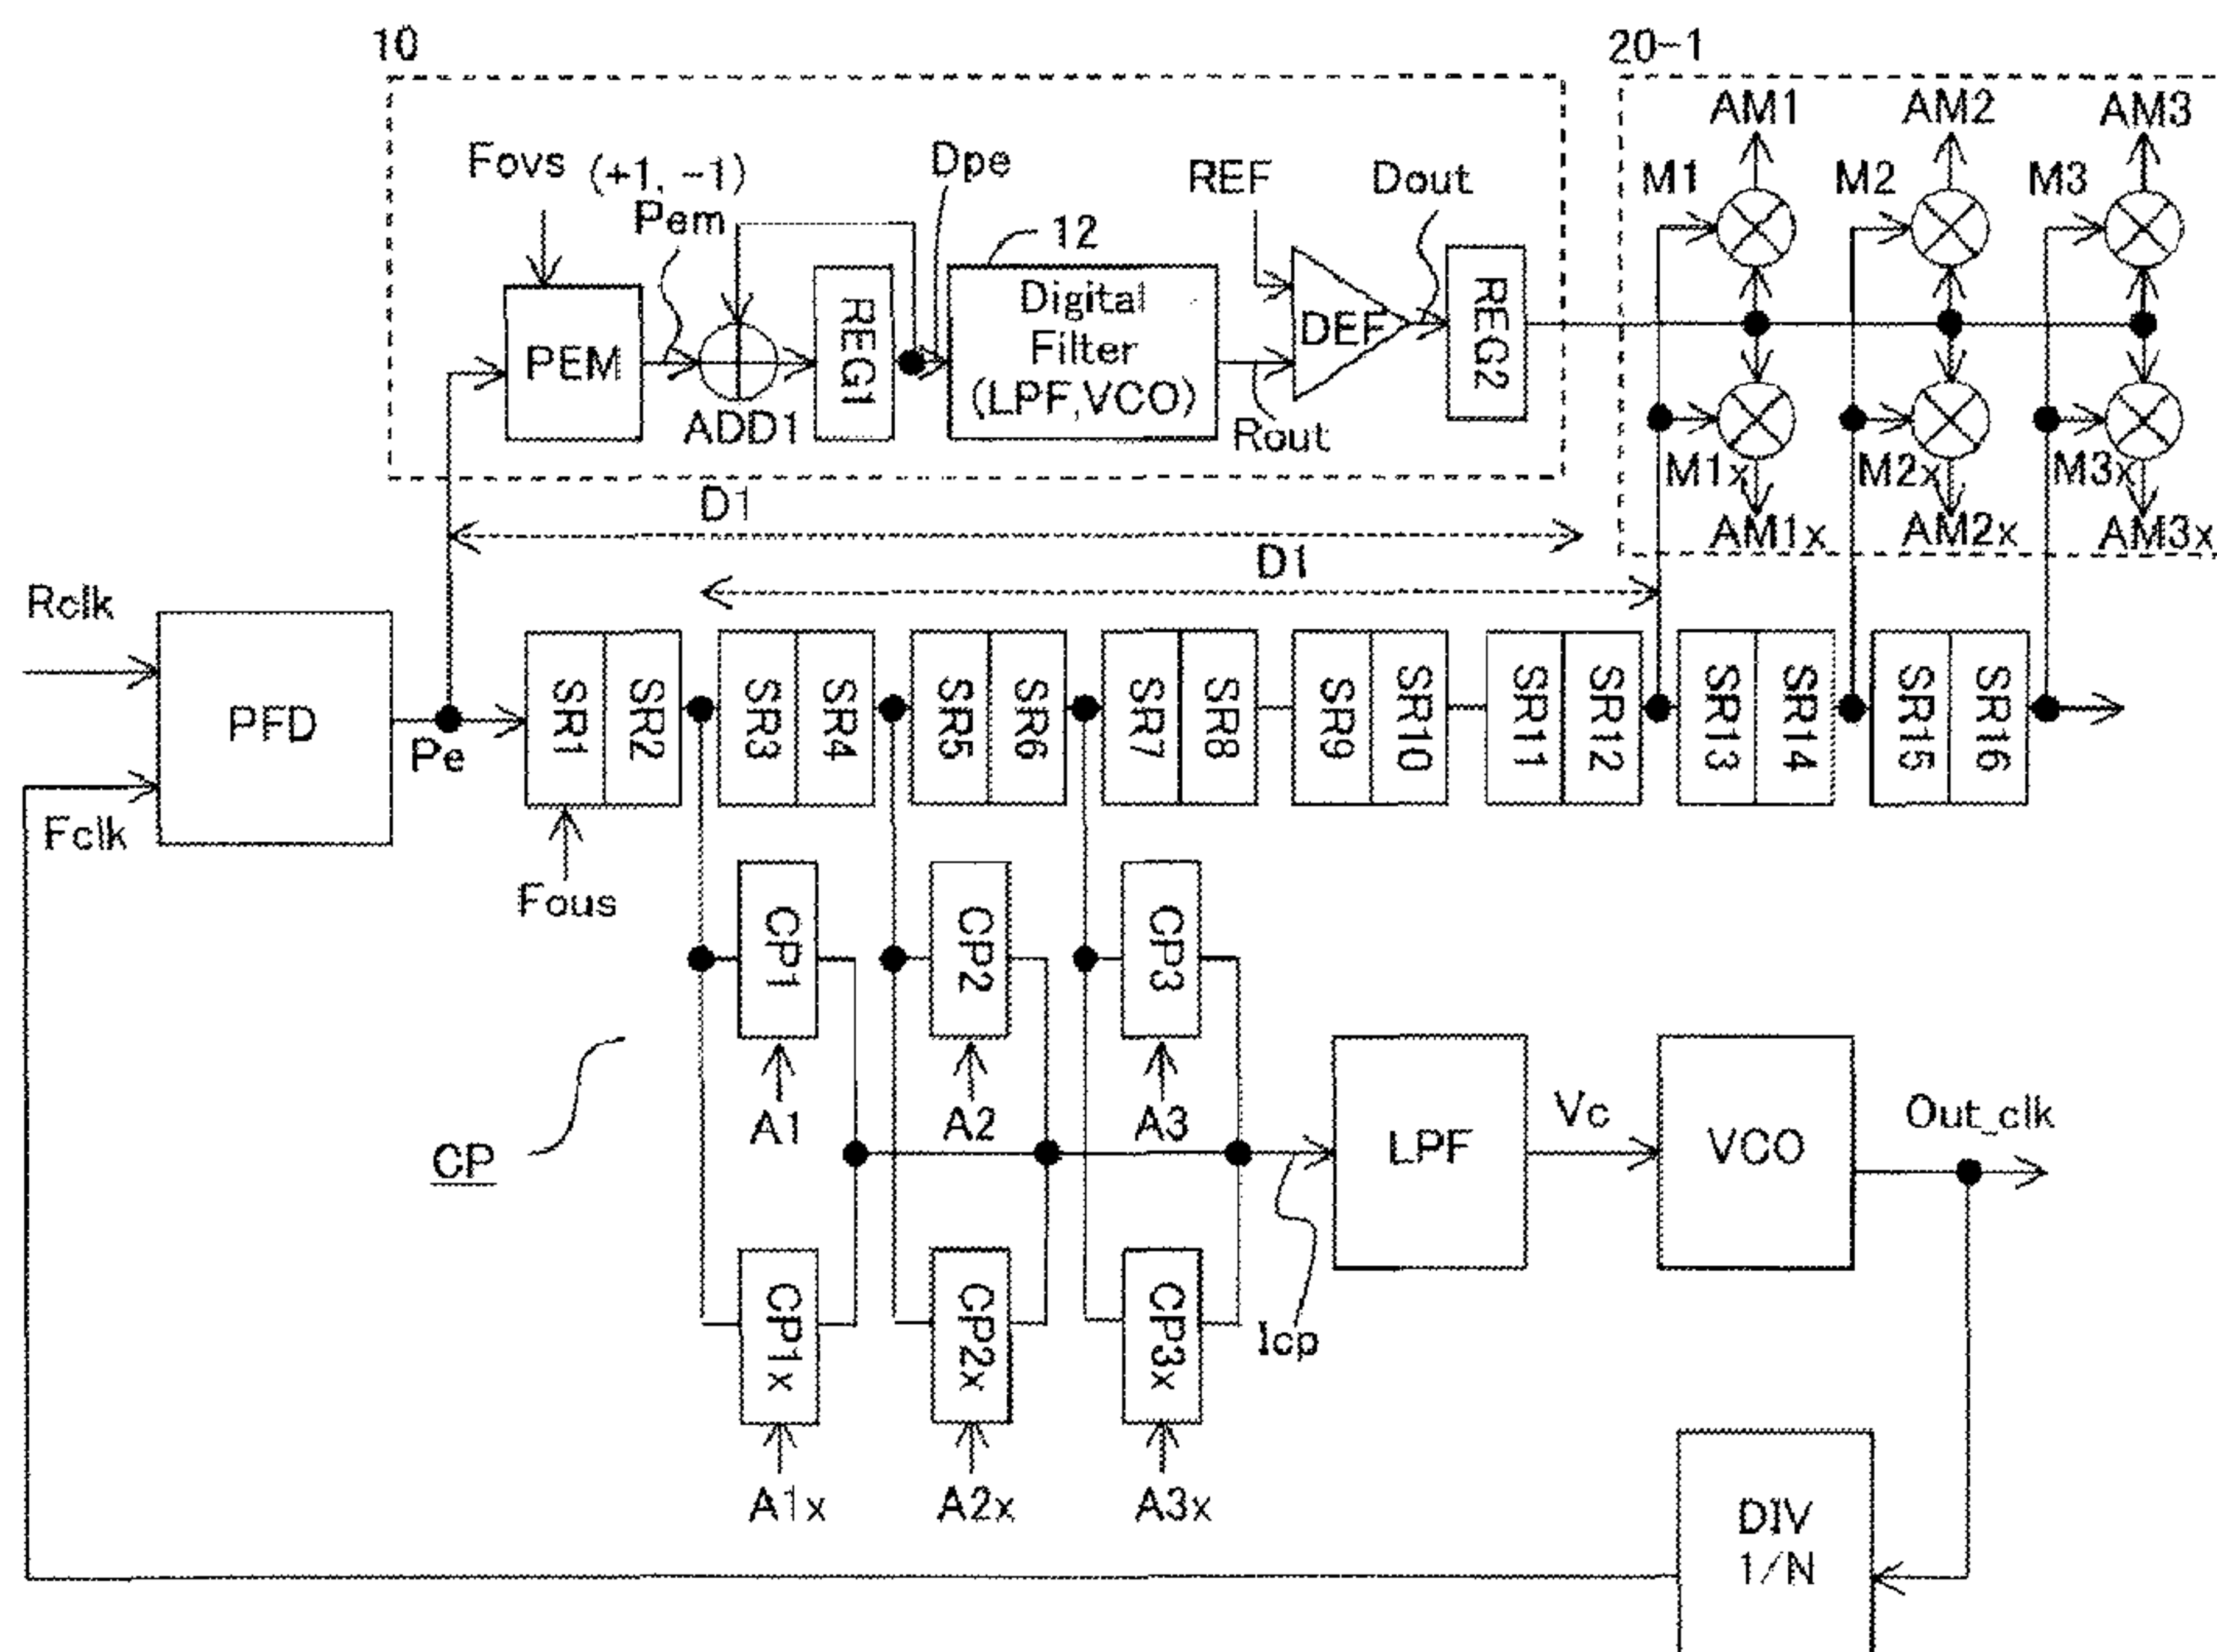 10
20-1
AM1
AM2
AM3
Fovs
(+1, -1)
Pem
Dpe
REF
Dout
M1
M2
M3
12
PEM
ADD1
REG1
Digital
Filter
(LPF,VCO)
DEF
Rout
REG2
M1x
M2x
M3x
AM1x
AM2x
AM3x
D1
D1
Rclk
PFD
Pe
Fclk
SR1
SR2
SR3
SR4
SR5
SR6
SR7
SR8
SR9
SR10
SR11
SR12
SR13
SR14
SR15
SR16
Fous
CP1
CP2
CP3
A1
A2
A3
CP
LPF
Vc
VCO
Out_clk
Icp
CP1x
CP2x
CP3x
A1x
A2x
A3x
DIV
1/N